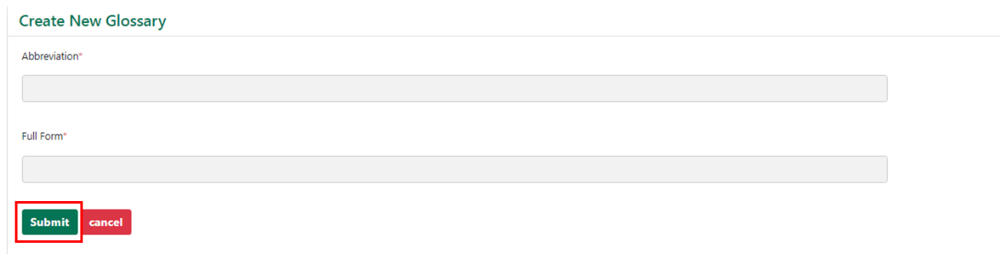 Create New Glossary
Abbreviation*
Full Form*
Submit cancel